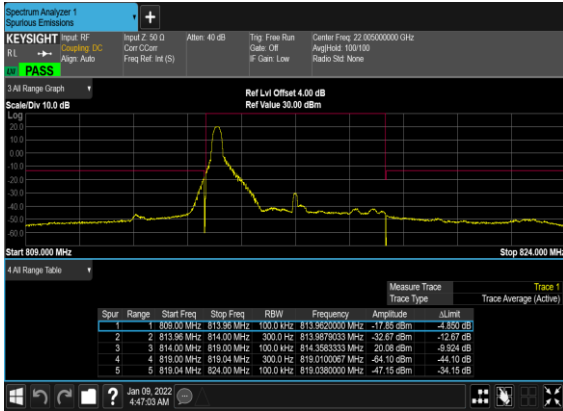 Spectrum Analyzer 1
Spurious Emissions
+
KEYSIGHT Input: RF Input Z: 50 Ω Atten: 40 dB Trig: Free Run Center Freq: 22.005000000 GHz
RL Coupling: DC Corr CCorr Gate: Off Avg|Hold: 100/100
Align: Auto Freq Ref: Int (S) IF Gain: Low Radio Std: None
PASS
3 All Range Graph
Ref Lvl Offset 4.00 dB
Scale/Div 10.0 dB Ref Value 30.00 dBm
Log
20.0
10.0
0.00
-10.0
-20.0
-30.0
-40.0
-50.0
-60.0
Start 809.000 MHz Stop 824.000 MHz
4 All Range Table
Measure Trace Trace 1
Trace Type Trace Average (Active)
Spur Range Start Freq Stop Freq RBW Frequency Amplitude ΔLimit
1 1 809.00 MHz 813.96 MHz 100.0 kHz 813.9620000 MHz -17.85 dBm -4.850 dB
2 2 813.96 MHz 814.00 MHz 300.0 Hz 813.9879033 MHz -32.67 dBm -12.67 dB
3 3 814.00 MHz 819.00 MHz 100.0 kHz 814.3583333 MHz 20.08 dBm -9.924 dB
4 4 819.00 MHz 819.04 MHz 300.0 Hz 819.0100067 MHz -64.10 dBm -44.10 dB
5 5 819.04 MHz 824.00 MHz 100.0 kHz 819.0380000 MHz -47.15 dBm -34.15 dB
? Jan 09, 2022
4:47:03 AM